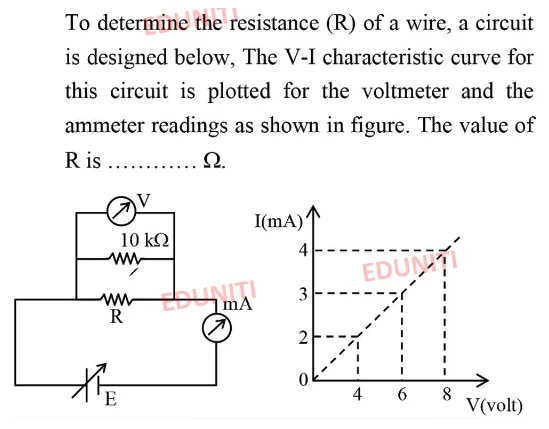 To determine the resistance (R) of a wire, a circuit
is designed below, The V-I characteristic curve for
this circuit is plotted for the voltmeter and the
ammeter readings as shown in figure. The value of
R is ............ Ω.
EDUNITI
V
10 kΩ
R
mA
E
EDUNITI
I(mA)
4
3
2
0
4 6 8
V(volt)
EDUNITI